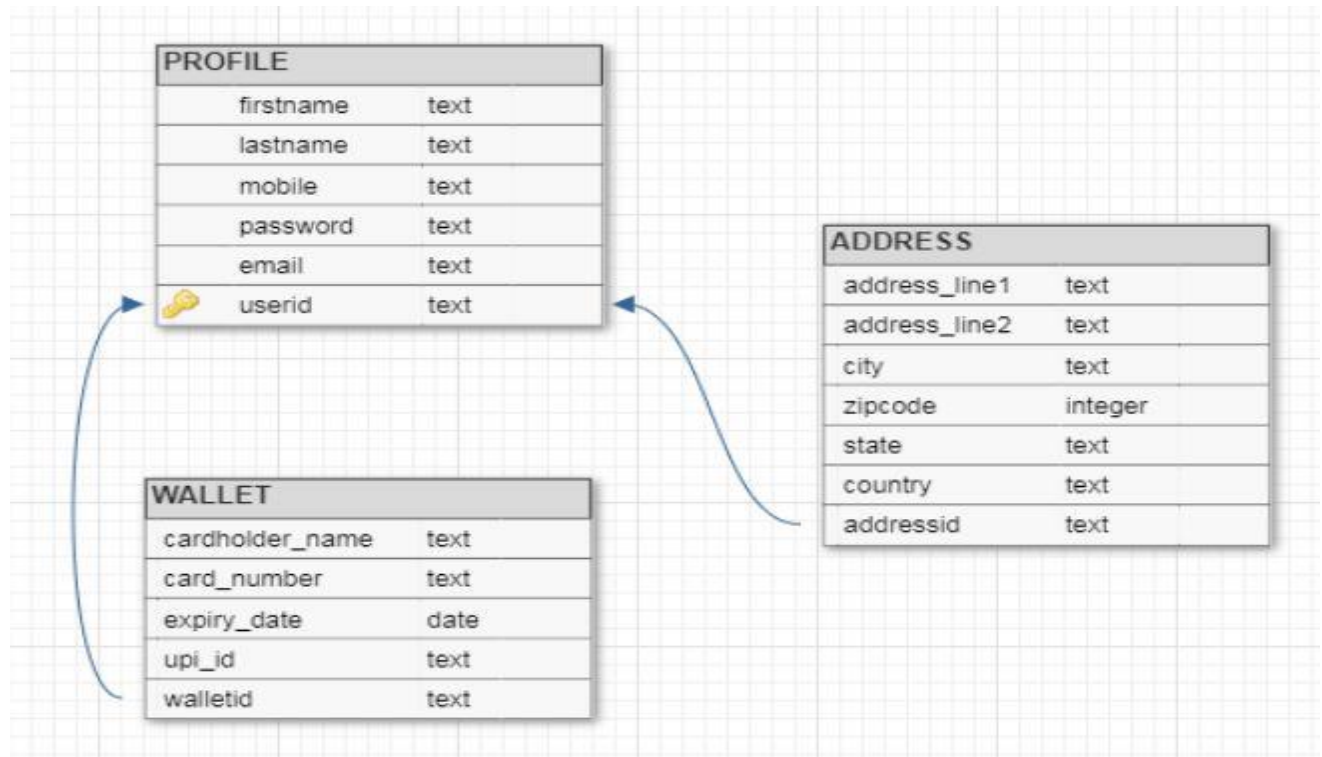 PROFILE
firstname text
lastname text
mobile text
password text
email text
userid text
ADDRESS
address_line1 text
address_line2 text
city text
zipcode integer
state text
country text
addressid text
WALLET
cardholder_name text
card_number text
expiry_date date
upi_id text
walletid text